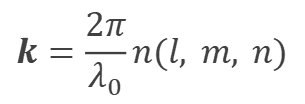 k = 2π/λ₀ n(l, m, n)